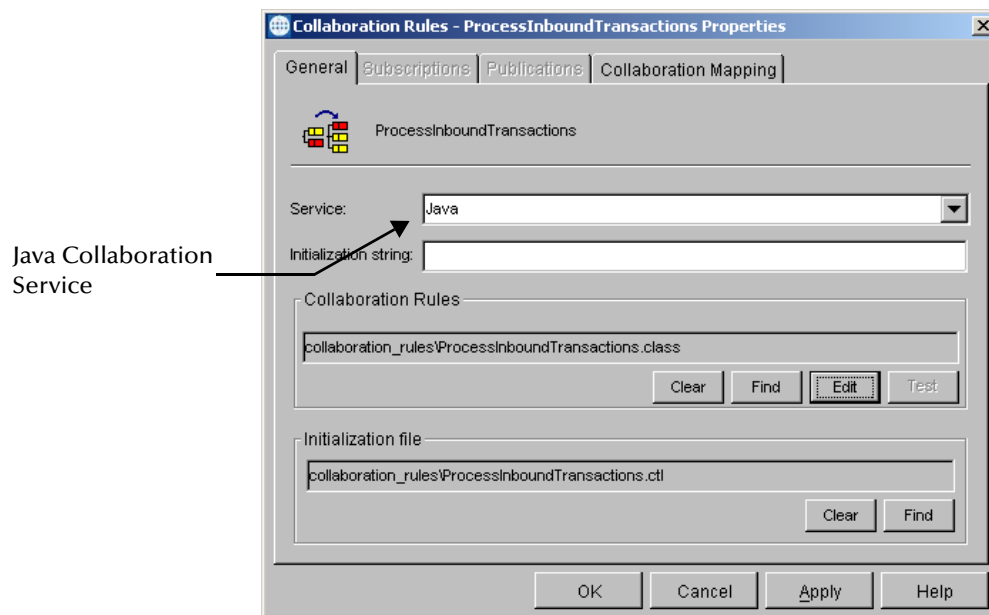 Collaboration Rules - ProcessInboundTransactions Properties
General Subscriptions Publications Collaboration Mapping
ProcessInboundTransactions
Service: Java
Java Collaboration Service
Initialization string:
Collaboration Rules
collaboration_rules\ProcessInboundTransactions.class
Clear Find Edit Test
Initialization file
collaboration_rules\ProcessInboundTransactions.ctl
Clear Find
OK Cancel Apply Help